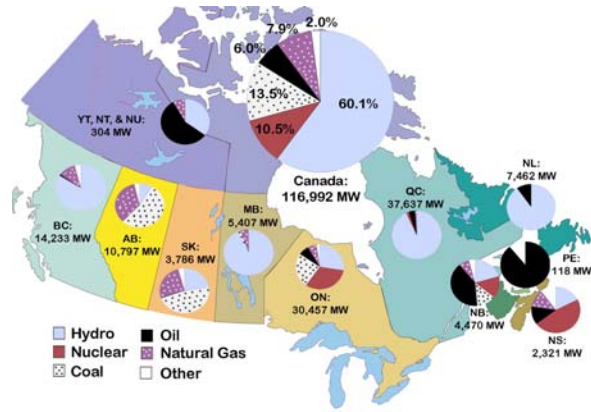 7.9%
2.0%
6.0%
13.5%
60.1%
10.5%
YT, NT, & NU:
304 MW
Canada:
116,992 MW
NL:
7,462 MW
QC:
37,637 MW
BC:
14,233 MW
AB:
10,797 MW
SK:
3,786 MW
MB:
5,407 MW
ON:
30,457 MW
PE:
118 MW
NB:
4,470 MW
NS:
2,321 MW
Hydro
Oil
Nuclear
Natural Gas
Coal
Other